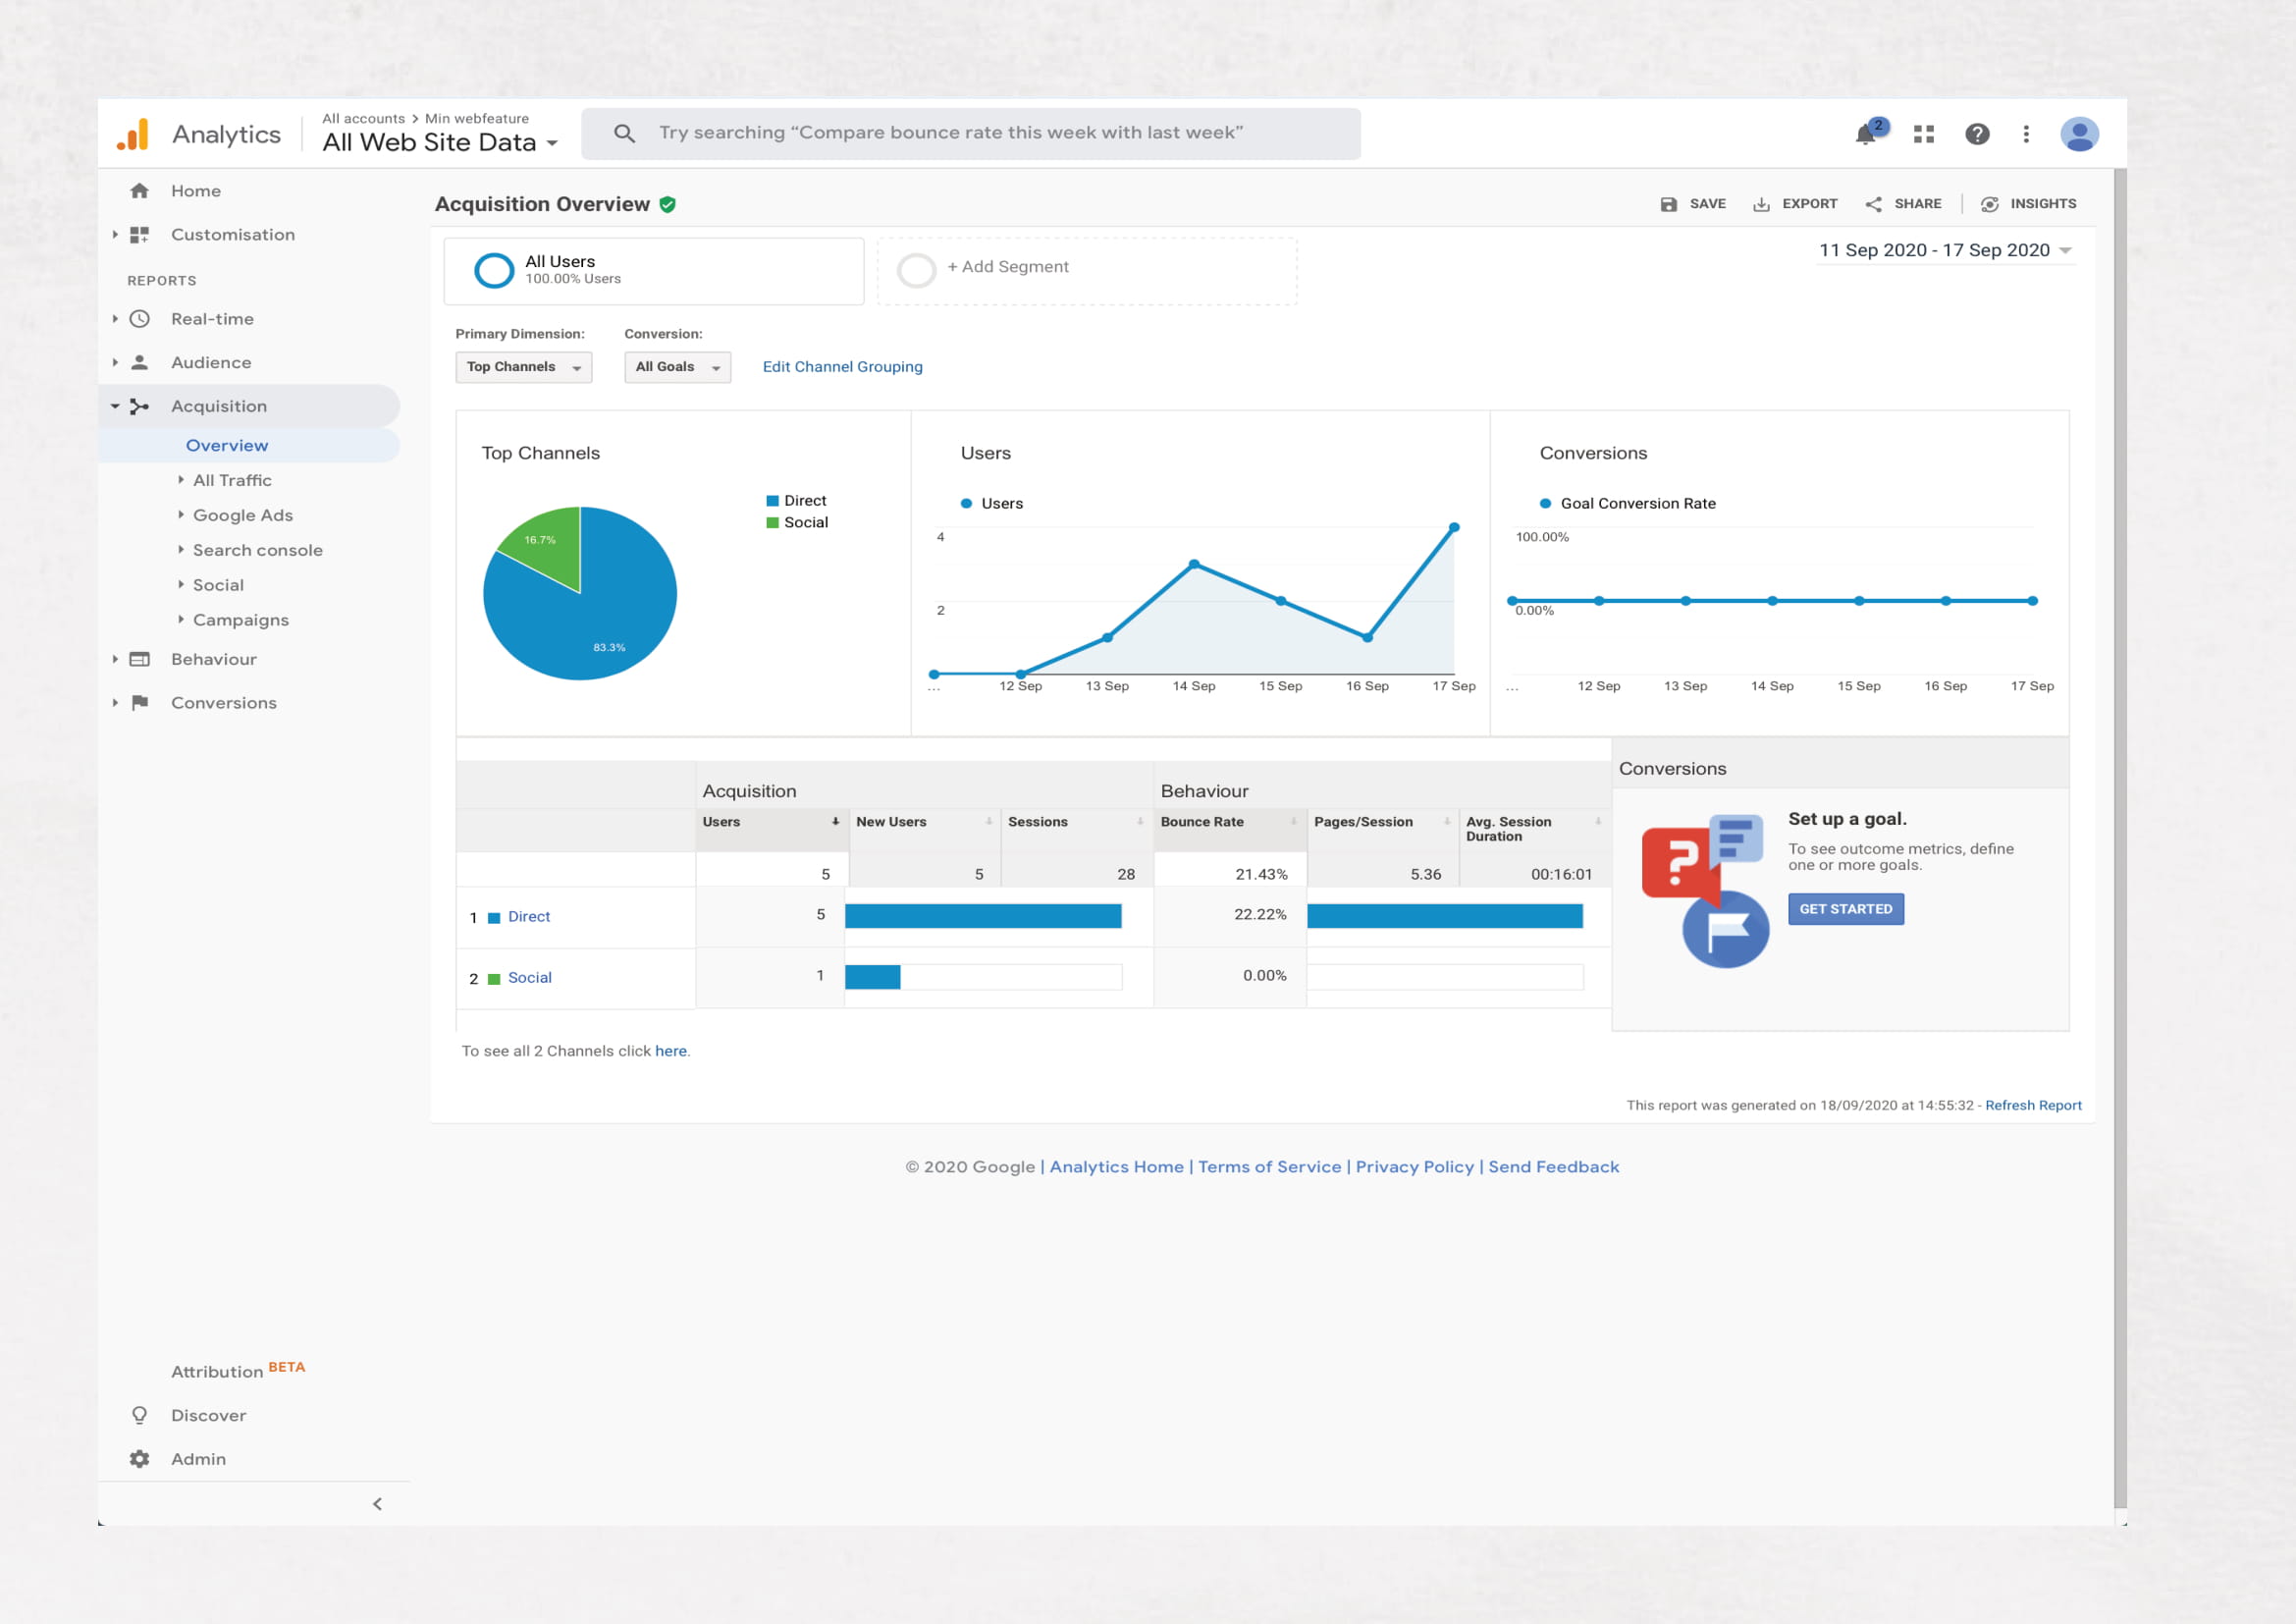 Analytics
All accounts > Min webfeature
All Web Site Data
Try searching “Compare bounce rate this week with last week”
2
Home
Customisation
REPORTS
Real-time
Audience
Acquisition
Overview
All Traffic
Google Ads
Search console
Social
Campaigns
Behaviour
Conversions
Attribution BETA
Discover
Admin
Acquisition Overview
SAVE
EXPORT
SHARE
INSIGHTS
All Users
100.00% Users
+ Add Segment
11 Sep 2020 - 17 Sep 2020
Primary Dimension:
Conversion:
Top Channels
All Goals
Edit Channel Grouping
Top Channels
Direct
Social
16.7%
83.3%
Users
Users
4
2
... 12 Sep 13 Sep 14 Sep 15 Sep 16 Sep 17 Sep
Conversions
Goal Conversion Rate
100.00%
0.00%
... 12 Sep 13 Sep 14 Sep 15 Sep 16 Sep 17 Sep
Acquisition Behaviour
Users New Users Sessions Bounce Rate Pages/Session Avg. Session
Duration
5 5 28 21.43% 5.36 00:16:01
1 Direct 5 22.22%
2 Social 1 0.00%
Conversions
?
Set up a goal.
To see outcome metrics, define
one or more goals.
GET STARTED
To see all 2 Channels click here.
This report was generated on 18/09/2020 at 14:55:32 - Refresh Report
© 2020 Google | Analytics Home | Terms of Service | Privacy Policy | Send Feedback